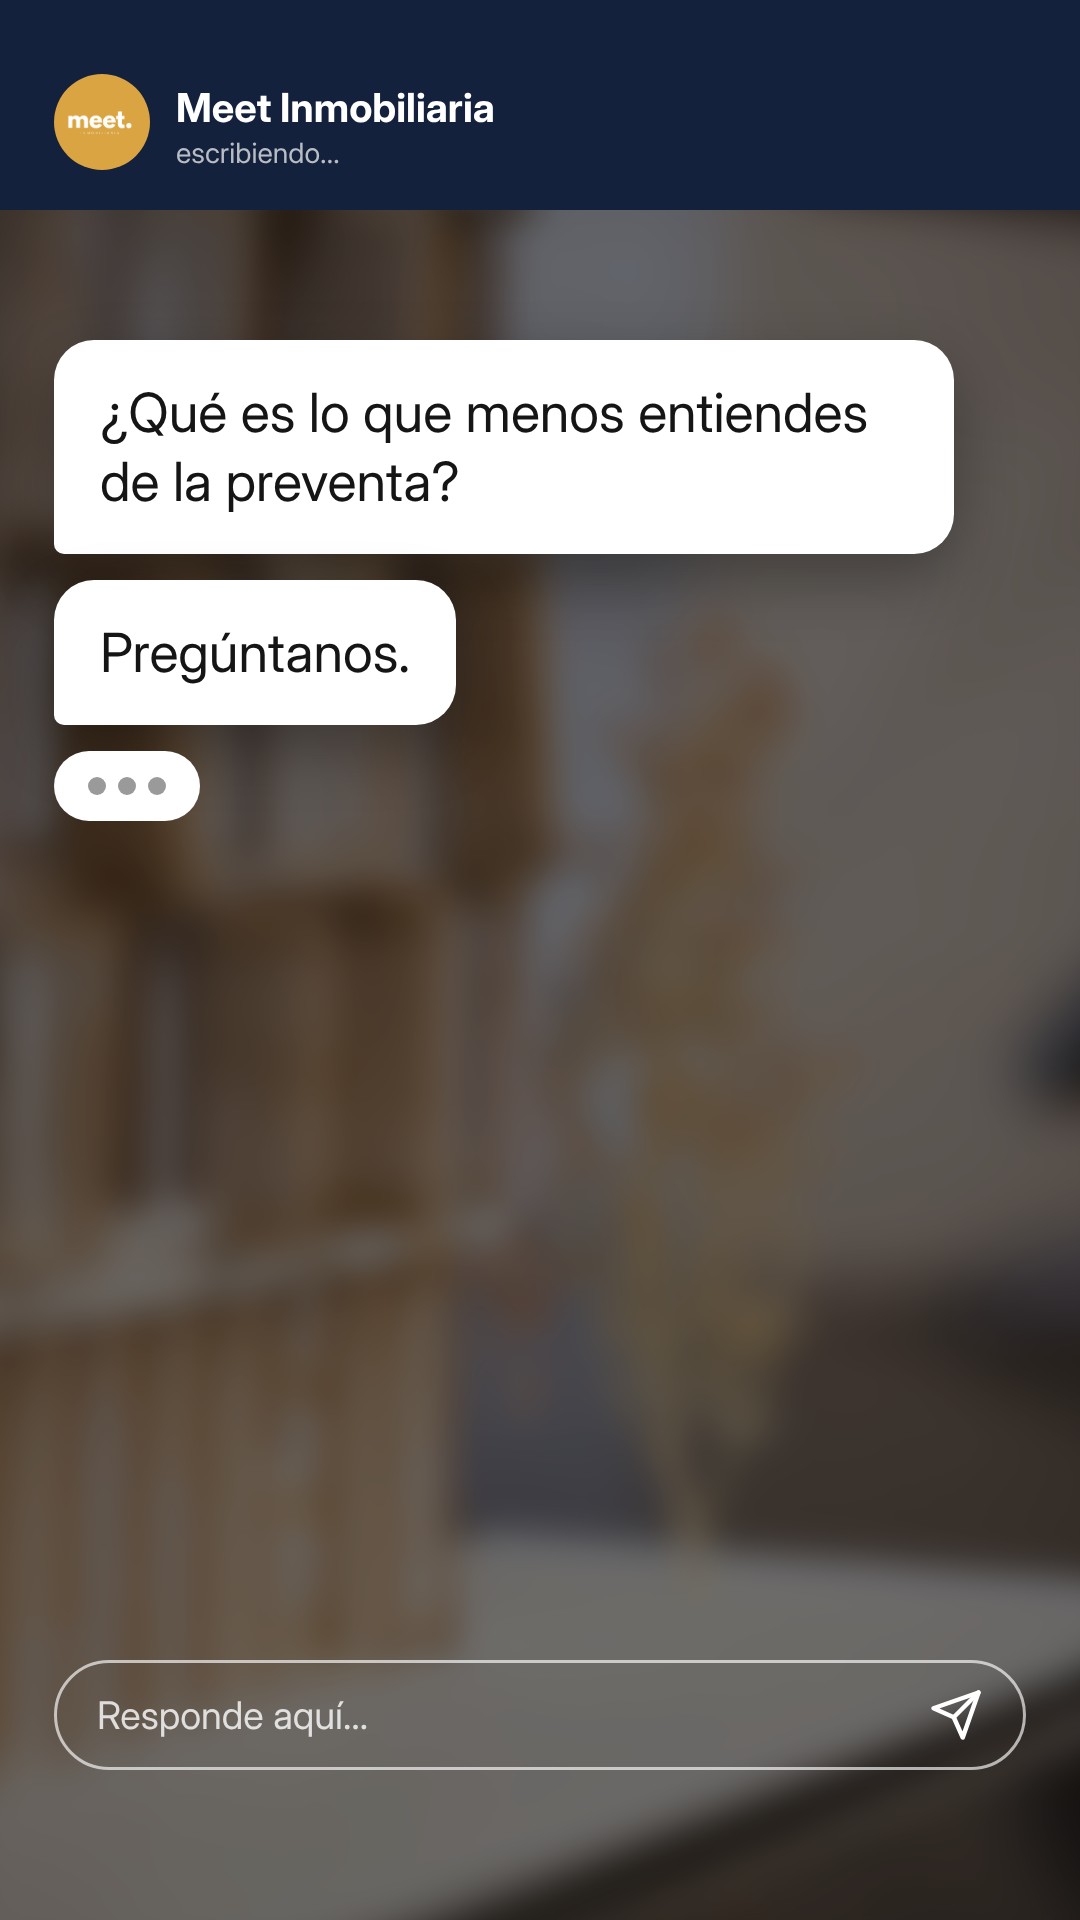 meet.
Meet Inmobiliaria
escribiendo...
¿Qué es lo que menos entiendes
de la preventa?
Pregúntanos.
Responde aquí...